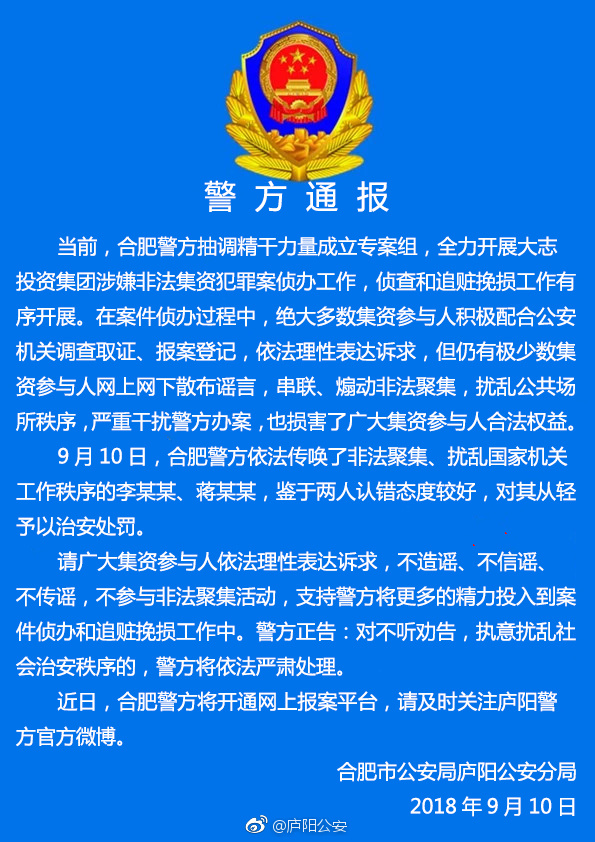 警方通报
当前，合肥警方抽调精干力量成立专案组，全力开展大志
投资集团涉嫌非法集资犯罪案侦办工作，侦查和追赃挽损工作有
序开展。在案件侦办过程中，绝大多数集资参与人积极配合公安
机关调查取证、报案登记，依法理性表达诉求，但仍有极少数集
资参与人网上网下散布谣言，串联、煽动非法聚集，扰乱公共场
所秩序，严重干扰警方办案，也损害了广大集资参与人合法权益。
9月10日，合肥警方依法传唤了非法聚集、扰乱国家机关
工作秩序的李某某、蒋某某，鉴于两人认错态度较好，对其从轻
予以治安处罚。
请广大集资参与人依法理性表达诉求，不造谣、不信谣、
不传谣，不参与非法聚集活动，支持警方将更多的精力投入到案
件侦办和追赃挽损工作中。警方正告：对不听劝告，执意扰乱社
会治安秩序的，警方将依法严肃处理。
近日，合肥警方将开通网上报案平台，请及时关注庐阳警
方官方微博。
合肥市公安局庐阳公安分局
2018年9月10日
@庐阳公安